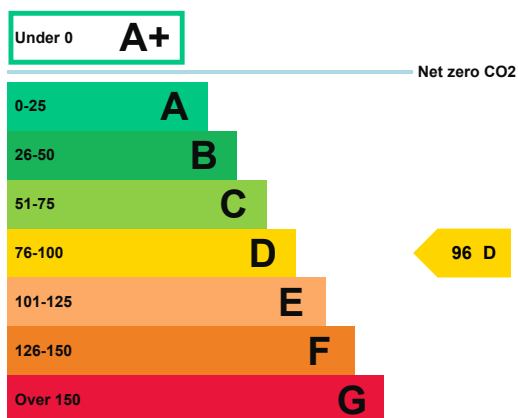 Under 0 A+
Net zero CO2
0-25 A
26-50 B
51-75 C
76-100 D
96 D
101-125 E
126-150 F
Over 150 G